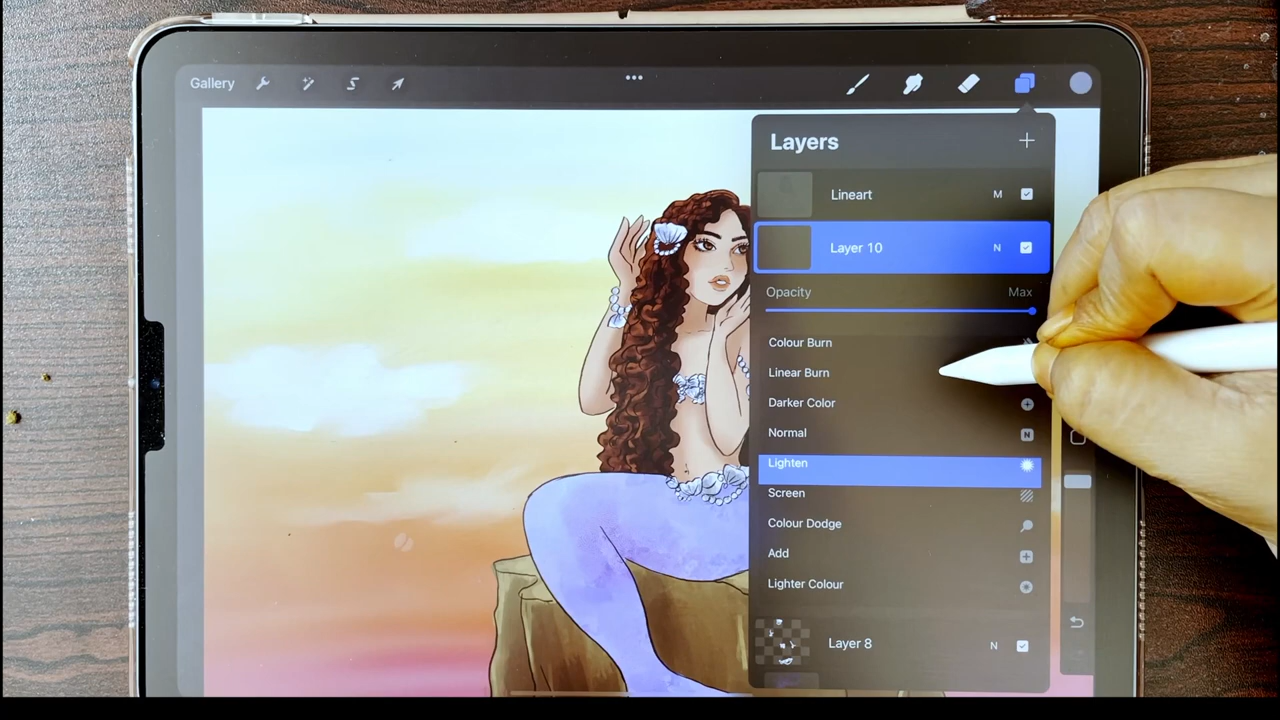 Gallery
Layers
Lineart M
Layer 10 N
Opacity Max
Colour Burn
Linear Burn
Darker Color
Normal N
Lighten
Screen
Colour Dodge
Add
Lighter Colour
Layer 8 N